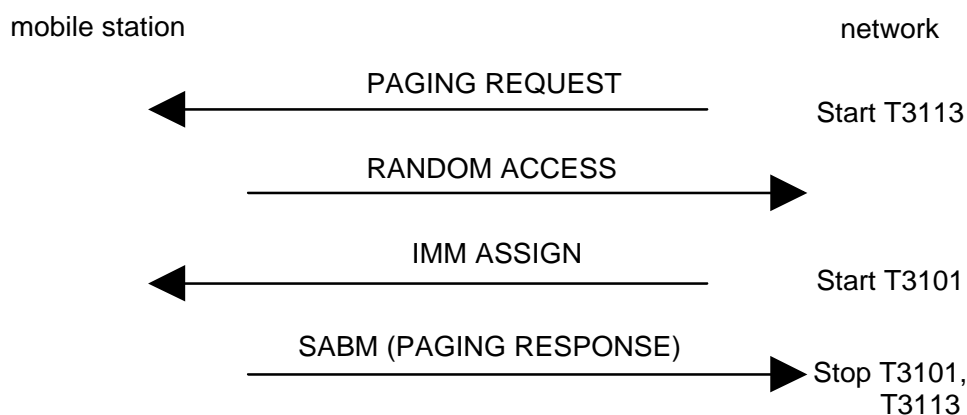 mobile station
network
PAGING REQUEST
Start T3113
RANDOM ACCESS
IMM ASSIGN
Start T3101
SABM (PAGING RESPONSE)
Stop T3101,
T3113